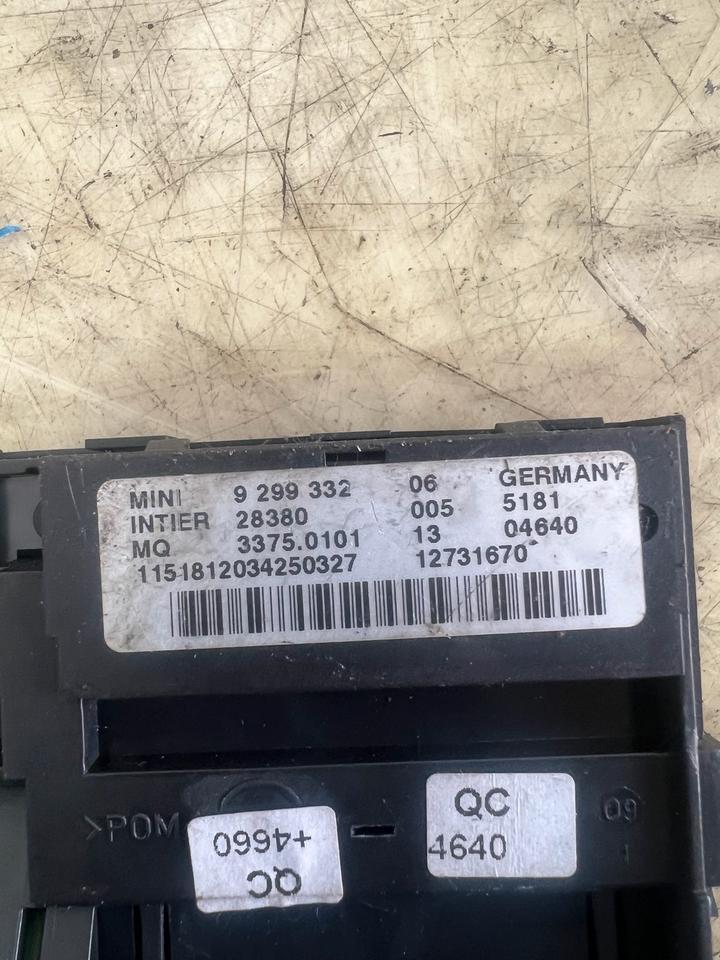 MINI 9 299 332 06 GERMANY
INTIER 28380 005 5181
MQ 3375.0101 13 04640
1151812034250327 12731670
>POM
+4660
QC
QC
4640
09